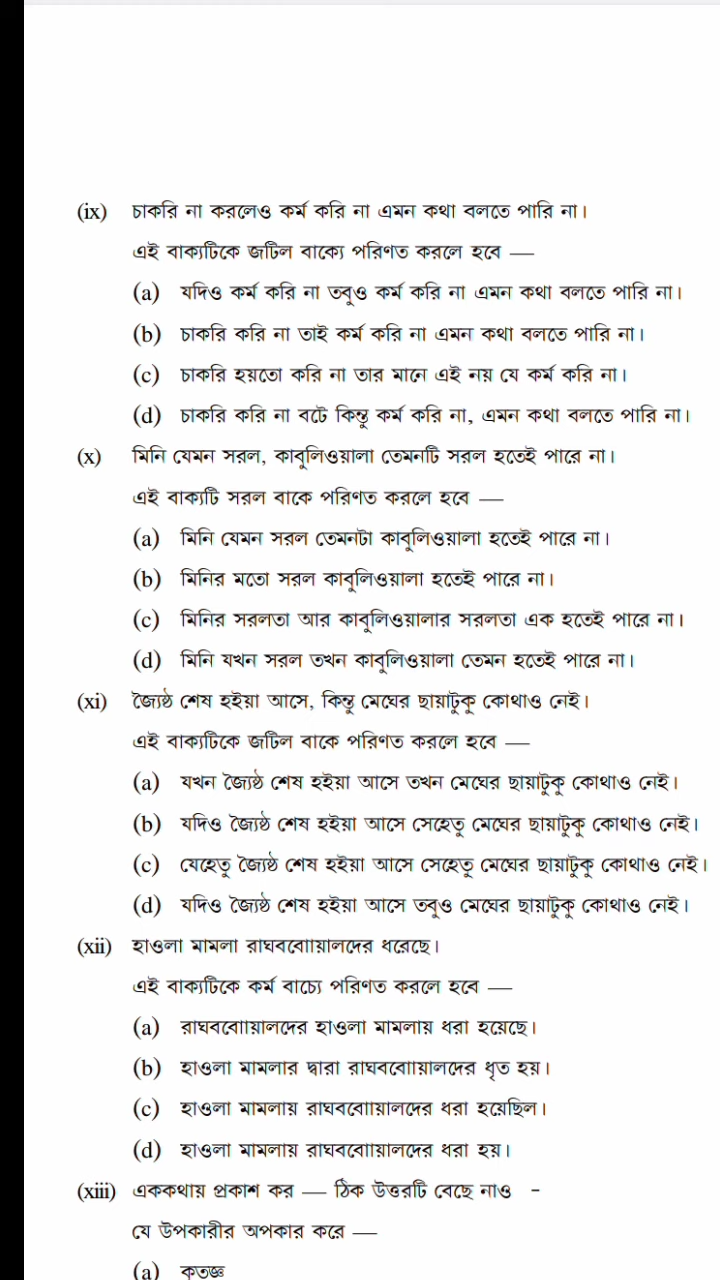 (ix) চাকরি না করলেও কর্ম করি না এমন কথা বলতে পারি না।
এই বাক্যটিকে জটিল বাক্যে পরিণত করলে হবে —
(a) যদিও কর্ম করি না তবুও কর্ম করি না এমন কথা বলতে পারি না।
(b) চাকরি করি না তাই কর্ম করি না এমন কথা বলতে পারি না।
(c) চাকরি হয়তো করি না তার মানে এই নয় যে কর্ম করি না।
(d) চাকরি করি না বটে কিন্তু কর্ম করি না, এমন কথা বলতে পারি না।
(x) মিনি যেমন সরল, কাবুলিওয়ালা তেমনটি সরল হতেই পারে না।
এই বাক্যটি সরল বাকে পরিণত করলে হবে —
(a) মিনি যেমন সরল তেমনটা কাবুলিওয়ালা হতেই পারে না।
(b) মিনির মতো সরল কাবুলিওয়ালা হতেই পারে না।
(c) মিনির সরলতা আর কাবুলিওয়ালার সরলতা এক হতেই পারে না।
(d) মিনি যখন সরল তখন কাবুলিওয়ালা তেমন হতেই পারে না।
(xi) জ্যৈষ্ঠ শেষ হইয়া আসে, কিন্তু মেঘের ছায়াটুকু কোথাও নেই।
এই বাক্যটিকে জটিল বাকে পরিণত করলে হবে —
(a) যখন জ্যৈষ্ঠ শেষ হইয়া আসে তখন মেঘের ছায়াটুকু কোথাও নেই।
(b) যদিও জ্যৈষ্ঠ শেষ হইয়া আসে সেহেতু মেঘের ছায়াটুকু কোথাও নেই।
(c) যেহেতু জ্যৈষ্ঠ শেষ হইয়া আসে সেহেতু মেঘের ছায়াটুকু কোথাও নেই।
(d) যদিও জ্যৈষ্ঠ শেষ হইয়া আসে তবুও মেঘের ছায়াটুকু কোথাও নেই।
(xii) হাওলা মামলা রাঘববোায়ালদের ধরেছে।
এই বাক্যটিকে কর্ম বাচ্যে পরিণত করলে হবে —
(a) রাঘববোায়ালদের হাওলা মামলায় ধরা হয়েছে।
(b) হাওলা মামলার দ্বারা রাঘববোায়ালদের ধৃত হয়।
(c) হাওলা মামলায় রাঘববোায়ালদের ধরা হয়েছিল।
(d) হাওলা মামলায় রাঘববোায়ালদের ধরা হয়।
(xiii) এককথায় প্রকাশ কর — ঠিক উত্তরটি বেছে নাও -
যে উপকারীর অপকার করে —
(a) কৃতজ্ঞ